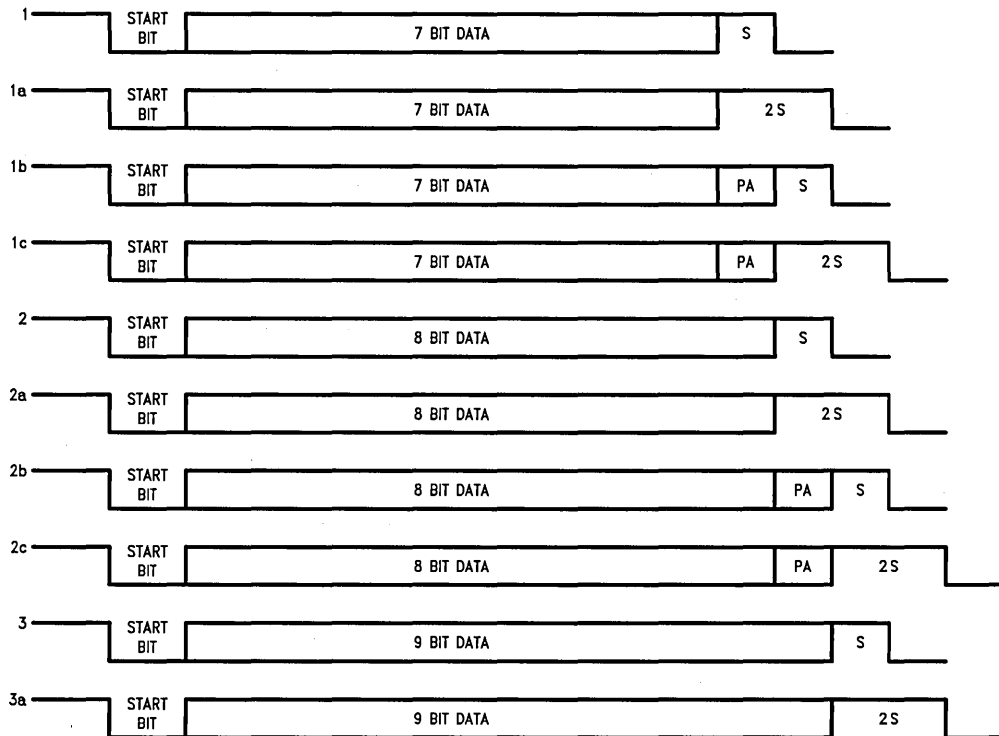 1 START BIT 7 BIT DATA S
1a START BIT 7 BIT DATA 2S
1b START BIT 7 BIT DATA PA S
1c START BIT 7 BIT DATA PA 2S
2 START BIT 8 BIT DATA S
2a START BIT 8 BIT DATA 2S
2b START BIT 8 BIT DATA PA S
2c START BIT 8 BIT DATA PA 2S
3 START BIT 9 BIT DATA S
3a START BIT 9 BIT DATA 2S